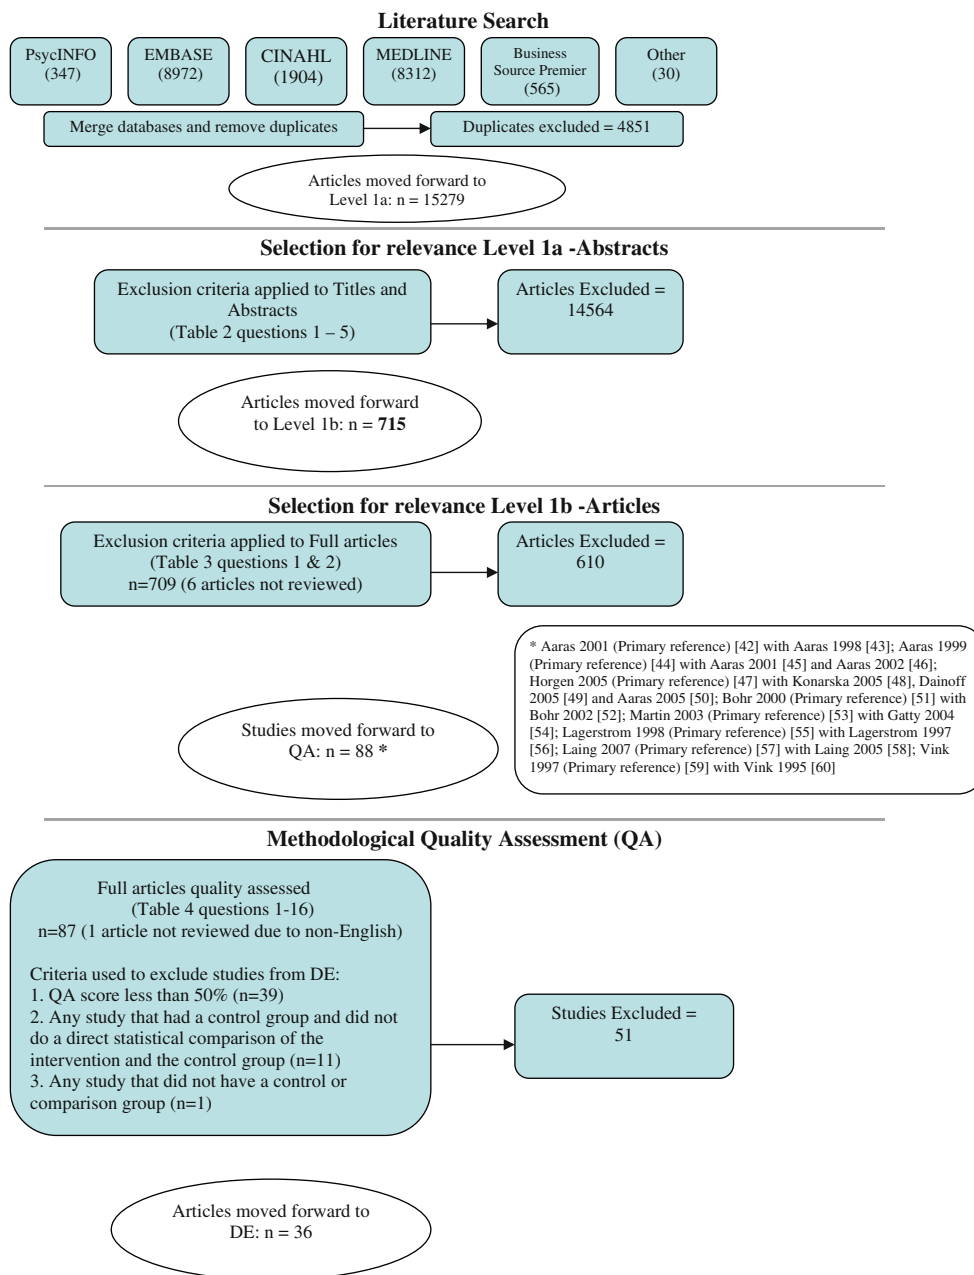 Literature Search
PsycINFO
(347)
EMBASE
(8972)
CINAHL
(1904)
MEDLINE
(8312)
Business
Source Premier
(565)
Other
(30)
Merge databases and remove duplicates
Duplicates excluded = 4851
Articles moved forward to
Level 1a: n = 15279
Selection for relevance Level 1a -Abstracts
Exclusion criteria applied to Titles and
Abstracts
(Table 2 questions 1 – 5)
Articles Excluded =
14564
Articles moved forward
to Level 1b: n = 715
Selection for relevance Level 1b -Articles
Exclusion criteria applied to Full articles
(Table 3 questions 1 & 2)
n=709 (6 articles not reviewed)
Articles Excluded =
610
Studies moved forward to
QA: n = 88 *
* Aaras 2001 (Primary reference) [42] with Aaras 1998 [43]; Aaras 1999
(Primary reference) [44] with Aaras 2001 [45] and Aaras 2002 [46];
Horgen 2005 (Primary reference) [47] with Konarska 2005 [48], Dainoff
2005 [49] and Aaras 2005 [50]; Bohr 2000 (Primary reference) [51] with
Bohr 2002 [52]; Martin 2003 (Primary reference) [53] with Gatty 2004
[54]; Lagerstrom 1998 (Primary reference) [55] with Lagerstrom 1997
[56]; Laing 2007 (Primary reference) [57] with Laing 2005 [58]; Vink
1997 (Primary reference) [59] with Vink 1995 [60]
Methodological Quality Assessment (QA)
Full articles quality assessed
(Table 4 questions 1-16)
n=87 (1 article not reviewed due to non-English)
Criteria used to exclude studies from DE:
1. QA score less than 50% (n=39)
2. Any study that had a control group and did not
do a direct statistical comparison of the
intervention and the control group (n=11)
3. Any study that did not have a control or
comparison group (n=1)
Studies Excluded =
51
Articles moved forward to
DE: n = 36